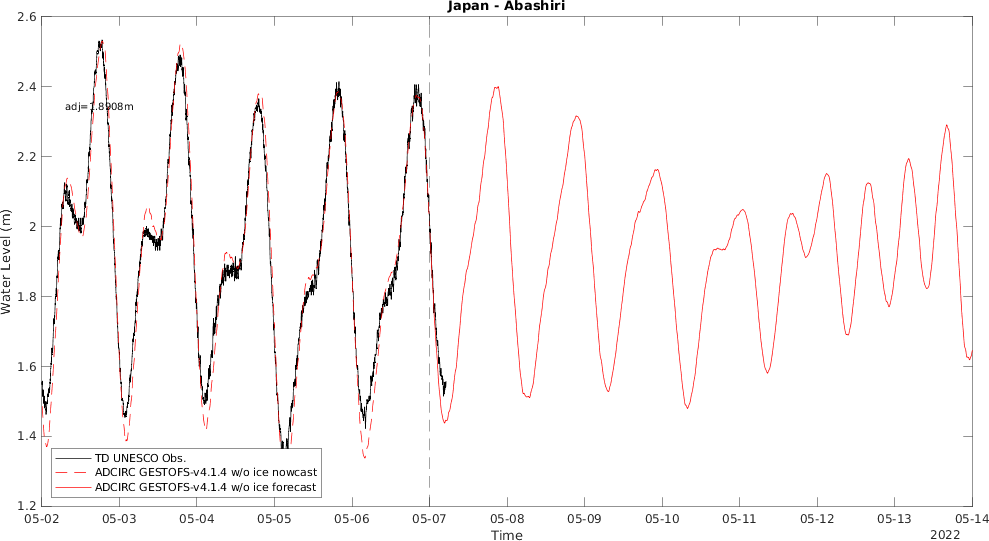 Japan - Abashiri
2.6
2.4
2.2
2
1.8
1.6
1.4
1.2
Water Level (m)
adj=1.8908m
TD UNESCO Obs.
ADCIRC GESTOFS-v4.1.4 w/o ice nowcast
ADCIRC GESTOFS-v4.1.4 w/o ice forecast
05-02 05-03 05-04 05-05 05-06 05-07 05-08 05-09 05-10 05-11 05-12 05-13 05-14
Time
2022